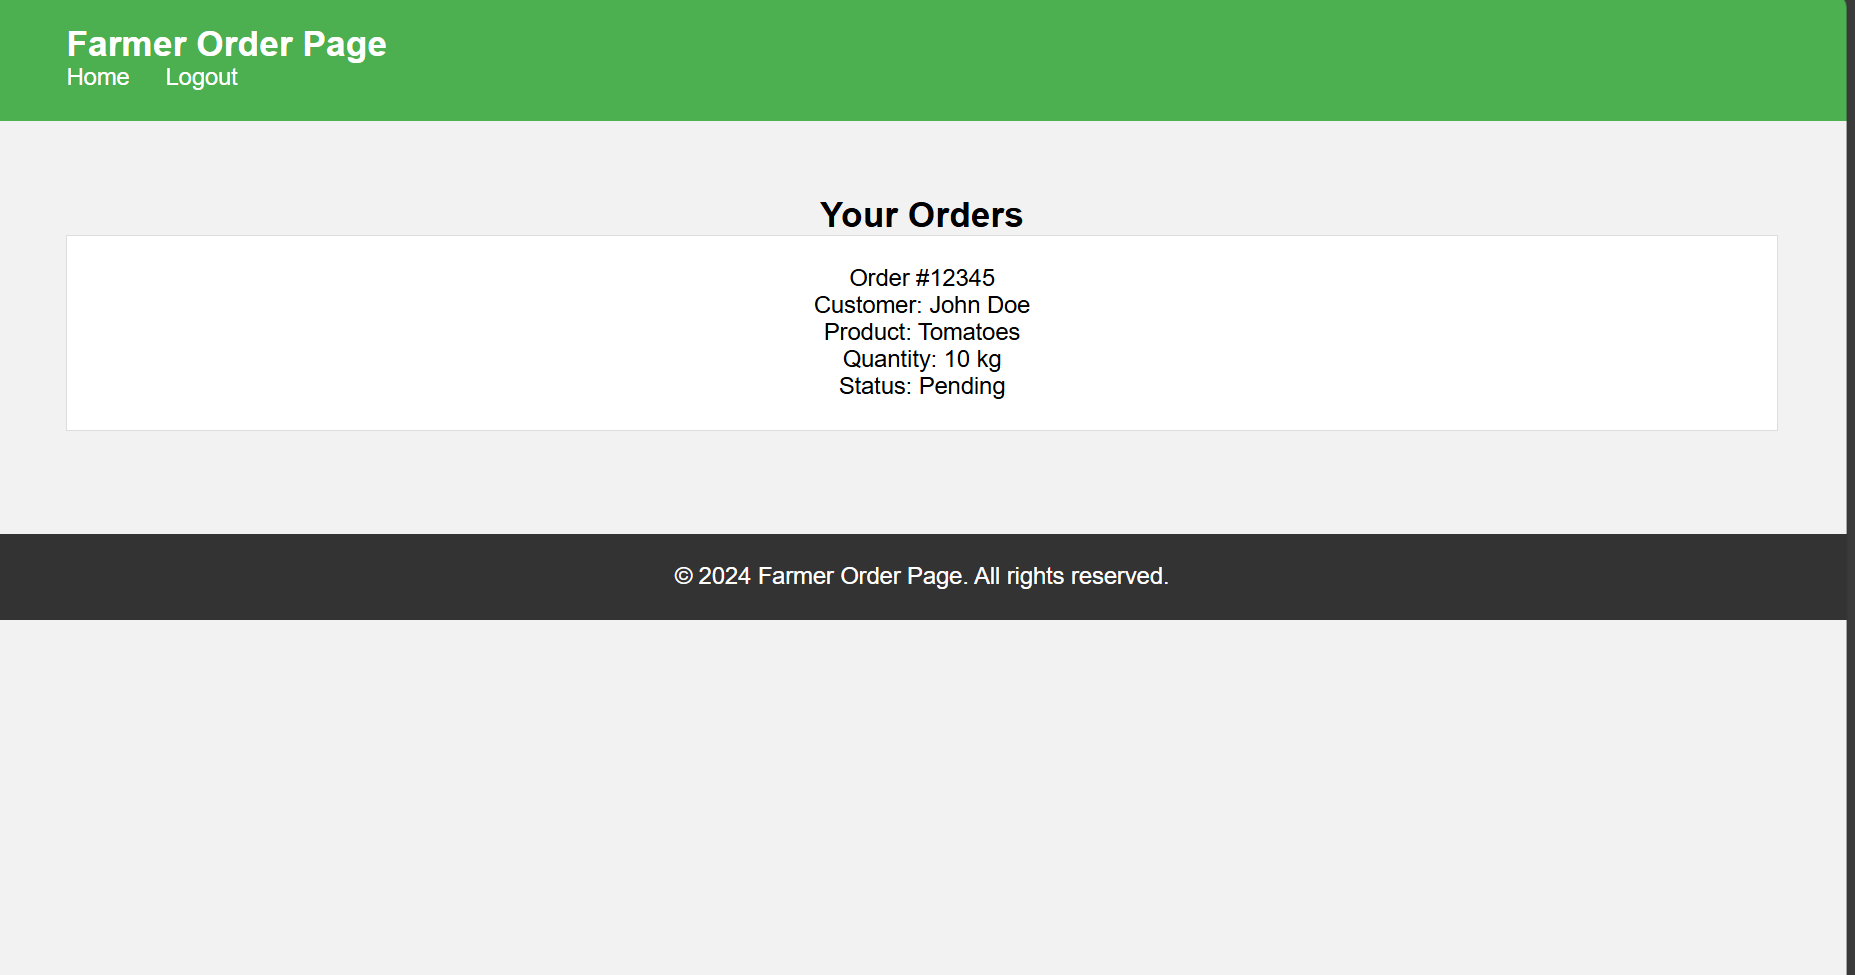 Farmer Order Page
Home Logout
Your Orders
Order #12345
Customer: John Doe
Product: Tomatoes
Quantity: 10 kg
Status: Pending
© 2024 Farmer Order Page. All rights reserved.